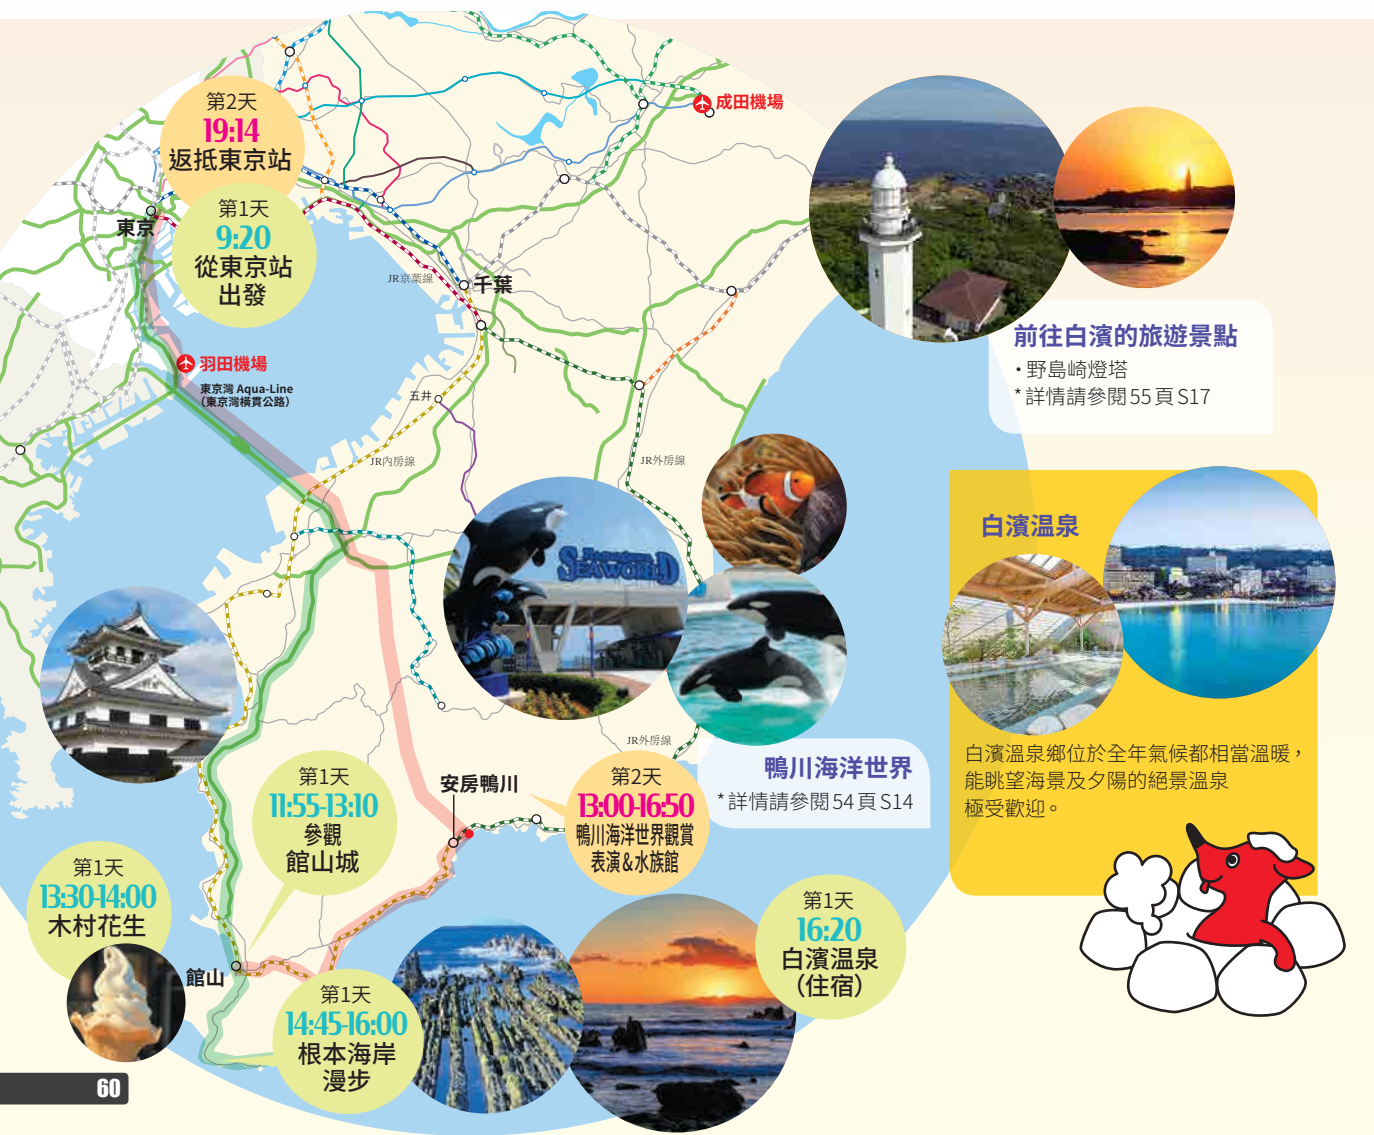 第2天
19:14
返抵東京站
成田機場
第1天
9:20
從東京站
出發
東京
JR京葉線
千葉
羽田機場
東京灣 Aqua-Line
（東京灣橫貫公路）
五井
JR內房線
JR外房線
前往白濱的旅遊景點
・野島崎燈塔
*詳情請參閱55頁S17
白濱溫泉
白濱溫泉鄉位於全年氣候都相當溫暖，
能眺望海景及夕陽的絕景溫泉
極受歡迎。
KAMOGAWA
SEAWORLD
JR外房線
鴨川海洋世界
*詳情請參閱54頁S14
安房鴨川
第2天
13:00-16:50
鴨川海洋世界觀賞
表演&水族館
第1天
11:55-13:10
參觀
館山城
第1天
13:30-14:00
木村花生
館山
第1天
14:45-16:00
根本海岸
漫步
第1天
16:20
白濱溫泉
（住宿）
60